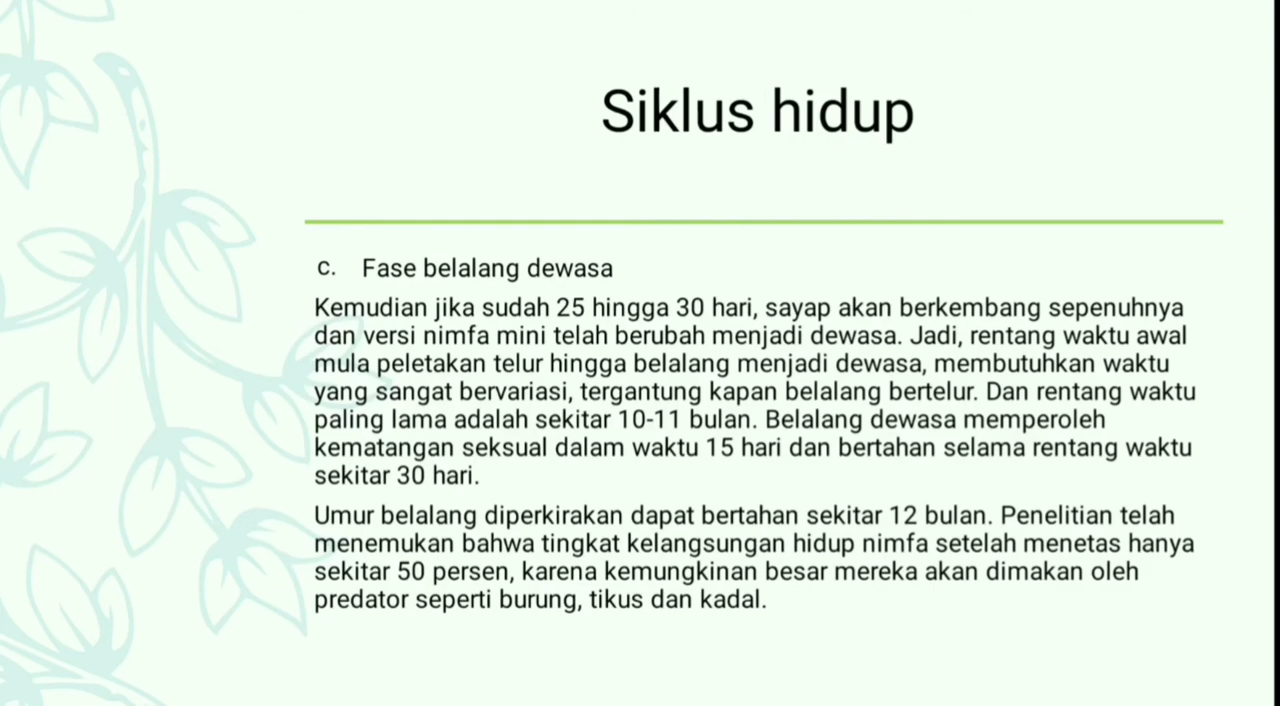 Siklus hidup
c. Fase belalang dewasa
Kemudian jika sudah 25 hingga 30 hari, sayap akan berkembang sepenuhnya
dan versi nimfa mini telah berubah menjadi dewasa. Jadi, rentang waktu awal
mula peletakan telur hingga belalang menjadi dewasa, membutuhkan waktu
yang sangat bervariasi, tergantung kapan belalang bertelur. Dan rentang waktu
paling lama adalah sekitar 10-11 bulan. Belalang dewasa memperoleh
kematangan seksual dalam waktu 15 hari dan bertahan selama rentang waktu
sekitar 30 hari.
Umur belalang diperkirakan dapat bertahan sekitar 12 bulan. Penelitian telah
menemukan bahwa tingkat kelangsungan hidup nimfa setelah menetas hanya
sekitar 50 persen, karena kemungkinan besar mereka akan dimakan oleh
predator seperti burung, tikus dan kadal.